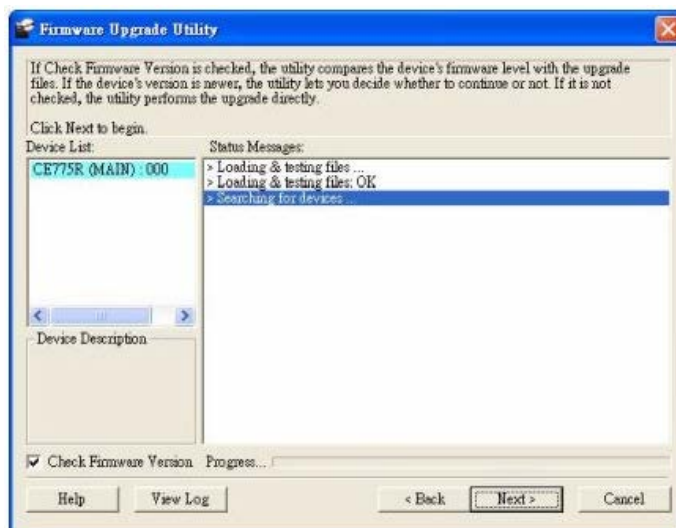 Firmware Upgrade Utility
If Check Firmware Version is checked, the utility compares the device's firmware level with the upgrade
files. If the device's version is newer, the utility lets you decide whether to continue or not. If it is not
checked, the utility performs the upgrade directly.
Click Next to begin.
Device List:
Status Messages:
CE775R (MAIN) : 000
> Loading & testing files ...
> Loading & testing files: OK
> Searching for devices ...
Device Description
Check Firmware Version Progress...
Help View Log < Back Next > Cancel